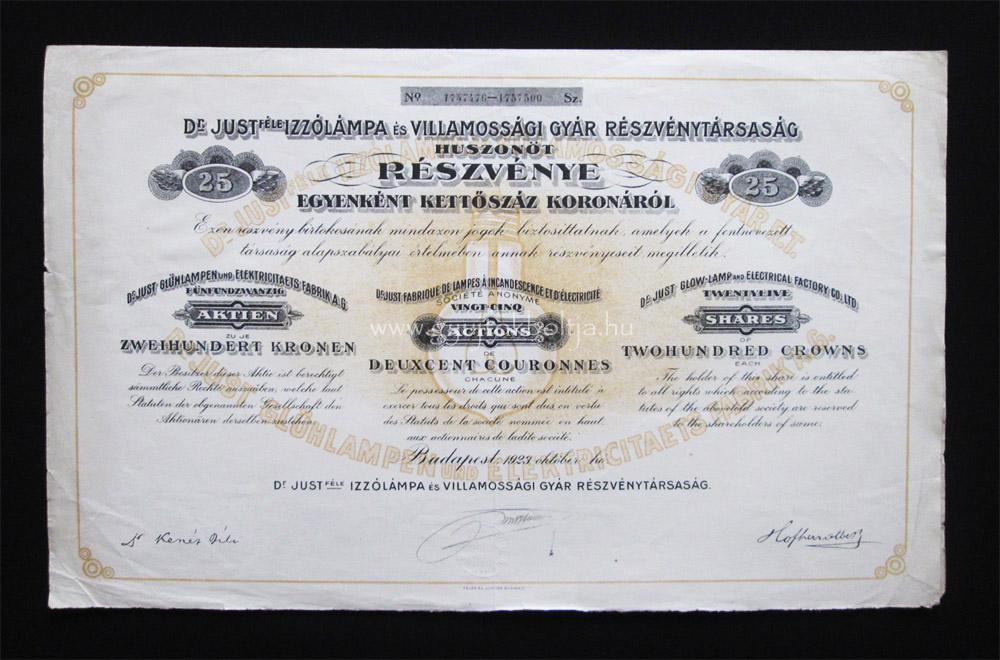 No 1757476—1757500 Sz.
Dr. JUSTFÉLE IZZÓLÁMPA ÉS VILLAMOSSÁGI GYÁR RÉSZVÉNYTÁRSASÁG
HUSZONÖT
RÉSZVÉNYE
25
25
EGYENKÉNT KETTŐSZÁZ KORONÁRÓL
Ezen részvény birtokosának mindazon jogok biztosíttatnak, amelyek a fentnevezett
társaság alapszabályai értelmében annak részvényeseit megilletik.
Dr. JUST GLÜHLAMPEN UND ELEKTRICITAETS FABRIK A.G.
FÜNFUNDZWANZIG
AKTIEN
ZU JE
ZWEIHUNDERT KRONEN
Der Besitzer dieser Aktie ist berechtigt
sämmtliche Rechte auszuüben, welche laut
Statuten der obgenannten Gesellschaft den
Aktionären derselben zustehen.
Dr. JUST FABRIQUE DE LAMPES À INCANDESCENCE ET D'ÉLECTRICITÉ
SOCIÉTÉ ANONYME
VINGT-CINQ
ACTIONS
DE
DEUXCENT COURONNES
CHACUNE
Le possesseur de cette action est intitulé à
exercer tous les droits qui sont dus en vertu
des Statuts de la société nommée en haut
aux actionnaires de ladite société.
Dr. JUST GLOW-LAMP AND ELECTRICAL FACTORY CO. LTD.
TWENTYFIVE
SHARES
OF
TWOHUNDRED CROWNS
EACH
The holder of this share is entitled
to all rights which according to the sta-
tutes of the abovetold society are reserved
to the shareholders of same.
Budapest, 1923 október hó
Dr. JUSTFÉLE IZZÓLÁMPA ÉS VILLAMOSSÁGI GYÁR RÉSZVÉNYTÁRSASÁG.